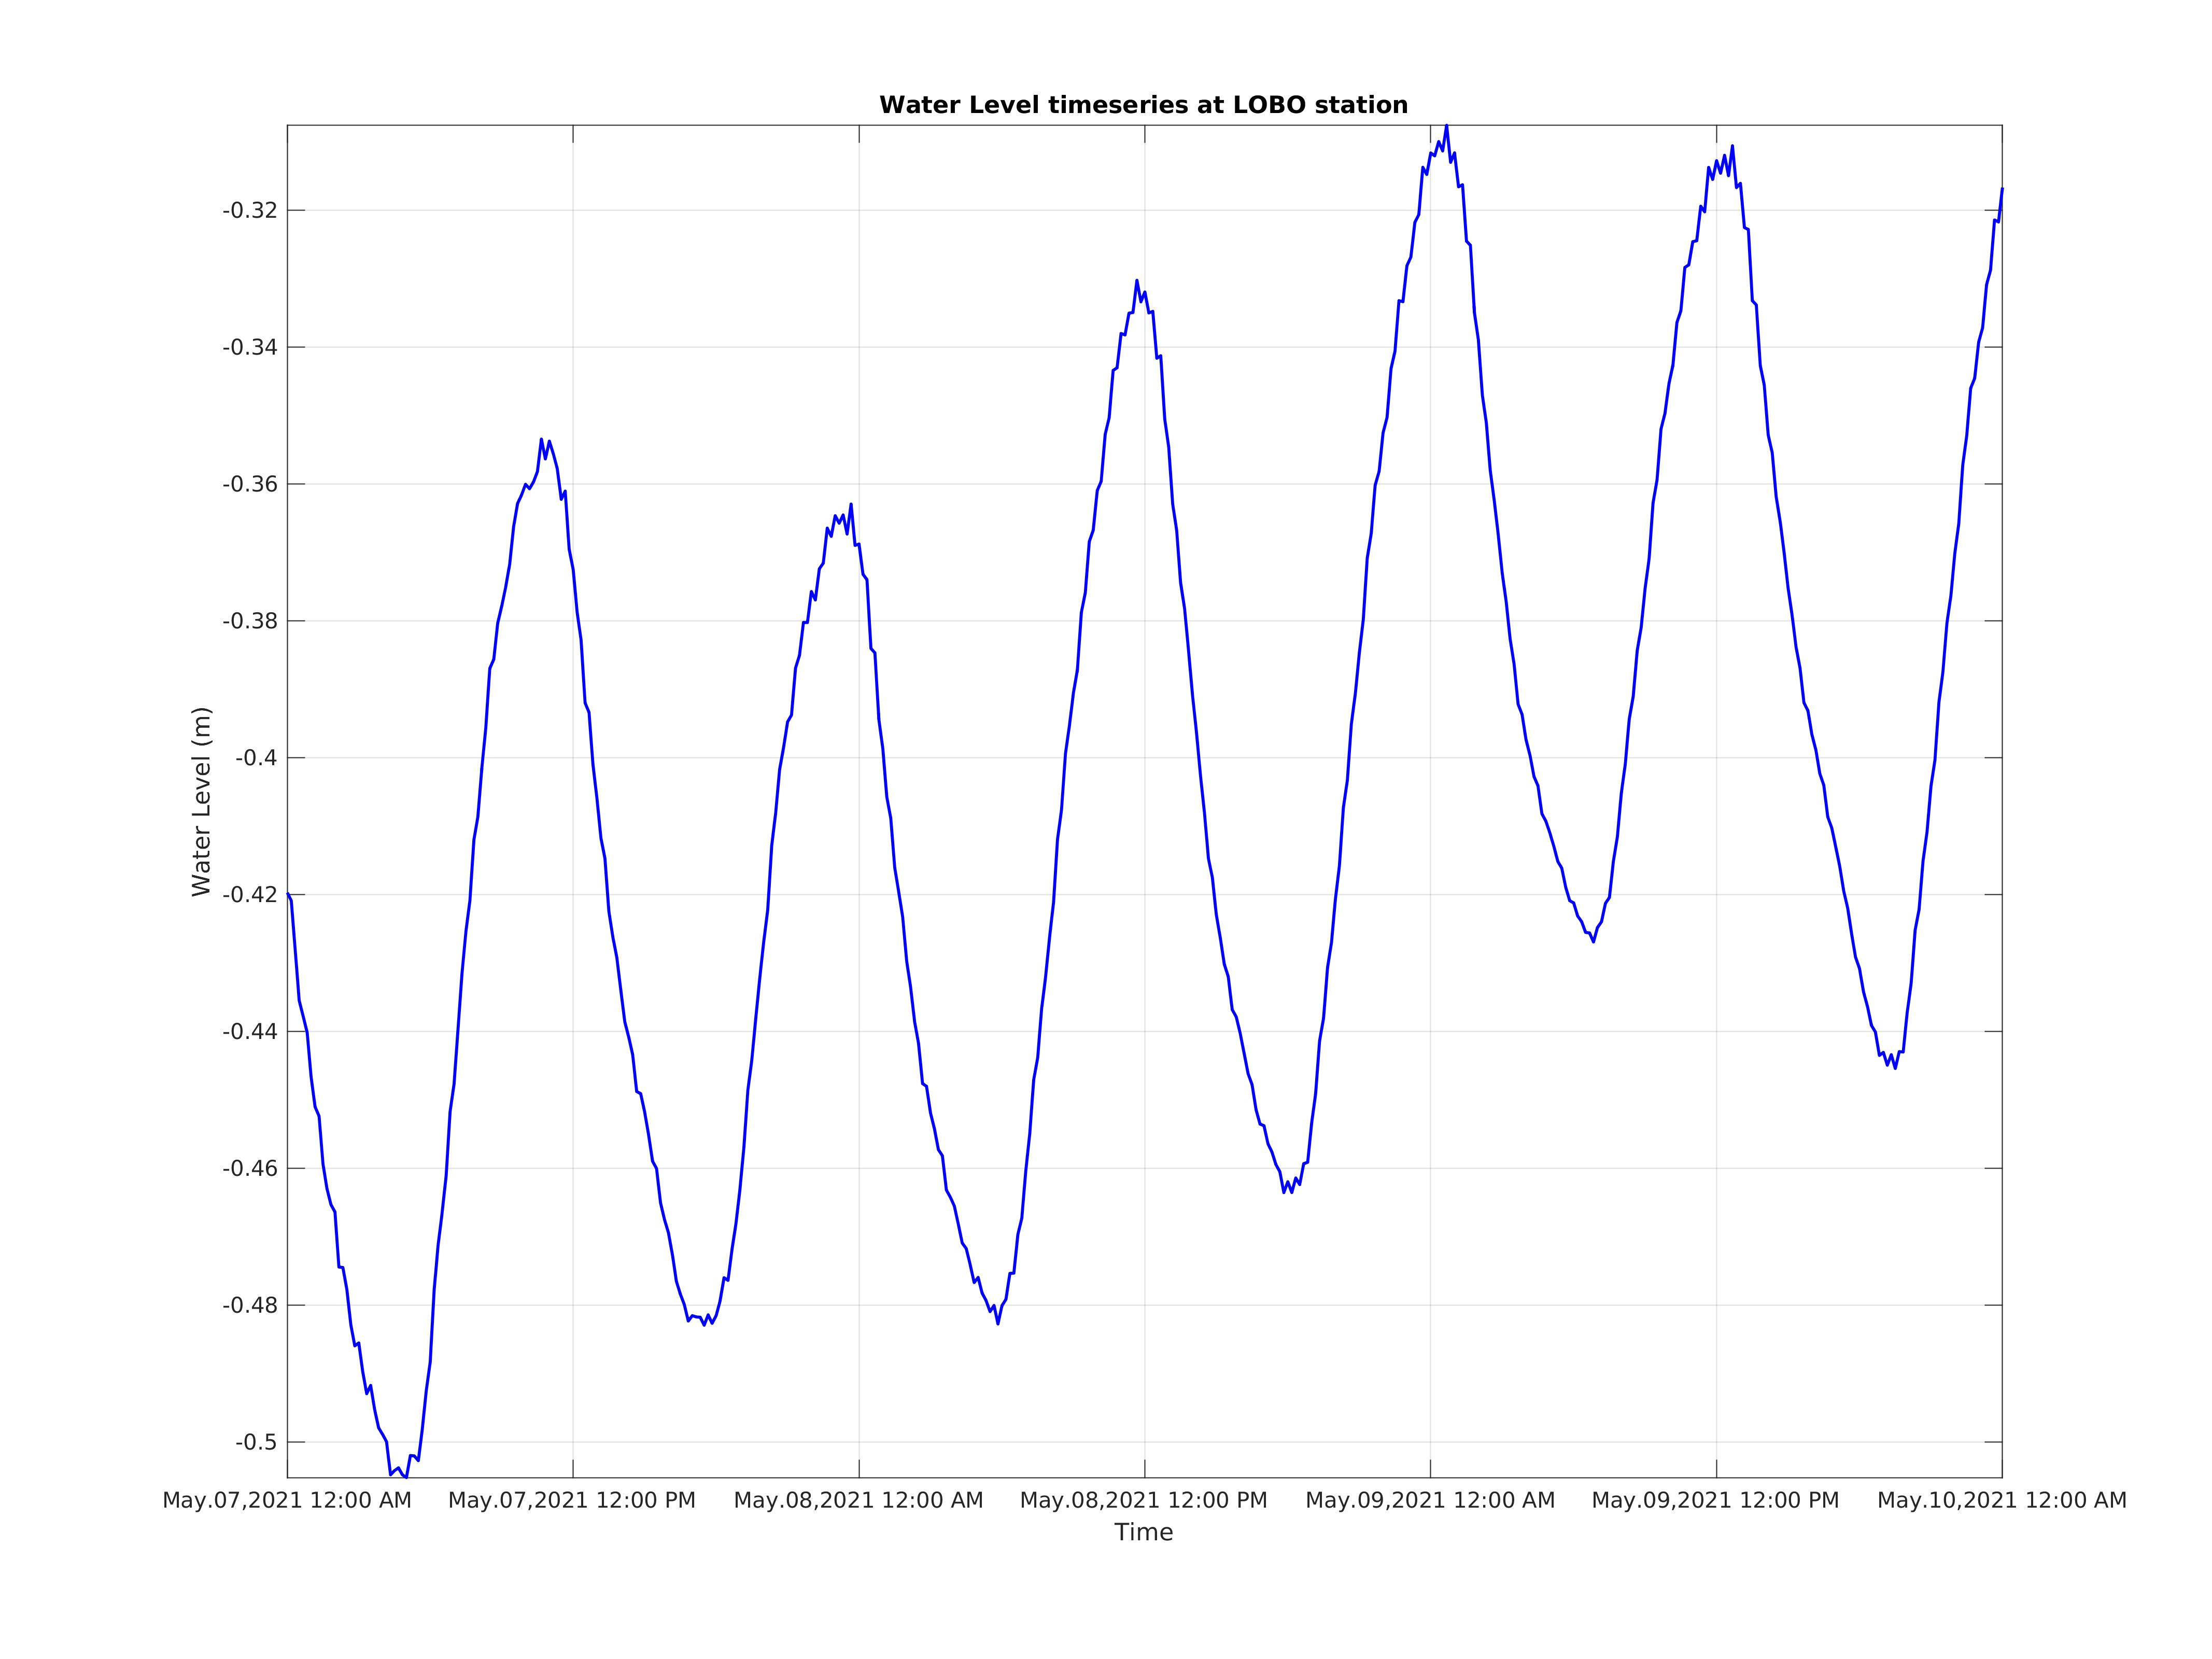 Water Level timeseries at LOBO station
-0.32
-0.34
-0.36
-0.38
-0.4
-0.42
-0.44
-0.46
-0.48
-0.5
Water Level (m)
May.07,2021 12:00 AM May.07,2021 12:00 PM May.08,2021 12:00 AM May.08,2021 12:00 PM May.09,2021 12:00 AM May.09,2021 12:00 PM May.10,2021 12:00 AM
Time